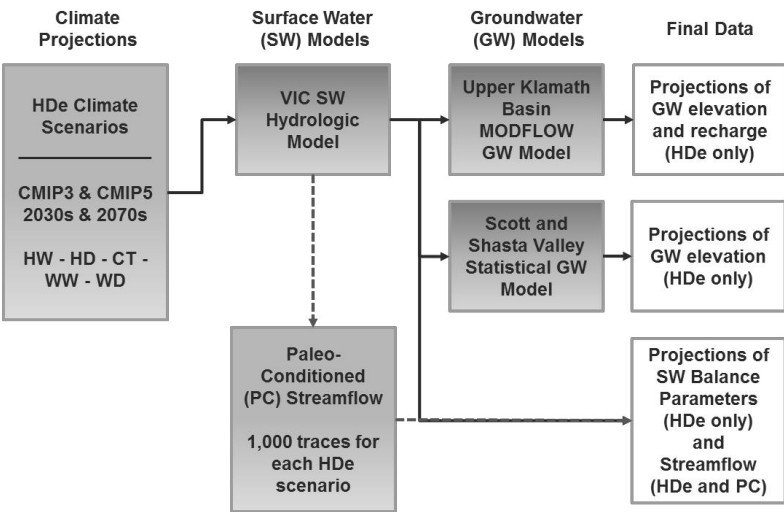 Climate
Projections
Surface Water
(SW) Models
Groundwater
(GW) Models
Final Data
HDe Climate
Scenarios
CMIP3 & CMIP5
2030s & 2070s
HW - HD - CT -
WW - WD
VIC SW
Hydrologic
Model
Upper Klamath
Basin
MODFLOW
GW Model
Projections of
GW elevation
and recharge
(HDe only)
Scott and
Shasta Valley
Statistical GW
Model
Projections of
GW elevation
(HDe only)
Paleo-
Conditioned
(PC) Streamflow
1,000 traces for
each HDe
scenario
Projections of
SW Balance
Parameters
(HDe only)
and
Streamflow
(HDe and PC)